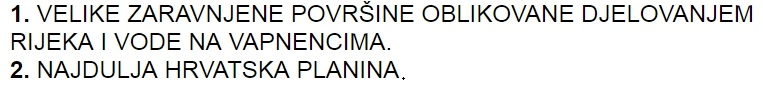 1. VELIKE ZARAVNJENE POVRŠINE OBLIKOVANE DJELOVANJEM
RIJEKA I VODE NA VAPNENCIMA.
2. NAJDULJA HRVATSKA PLANINA.